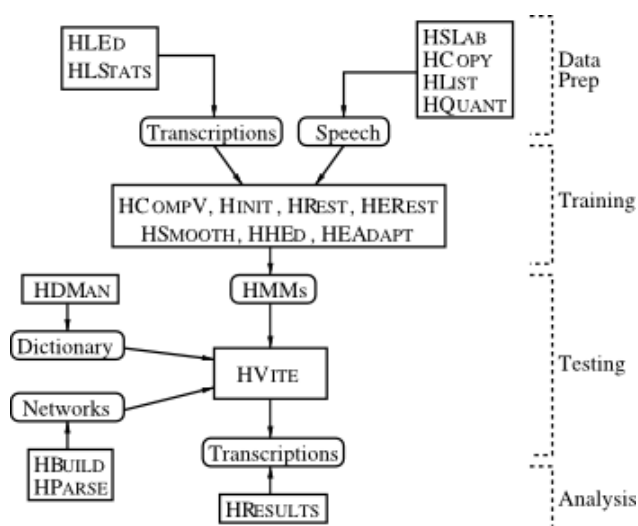 HLED
HLSTATS
HSLAB
HCOPY
HLIST
HQUANT
Data
Prep
Transcriptions
Speech
HCOMPV, HINIT, HREST, HEREST
HSMOOTH, HHED, HEADAPT
Training
HDMAN
HMMs
Dictionary
HVITE
Testing
Networks
Transcriptions
HBUILD
HPARSE
HRESULTS
Analysis